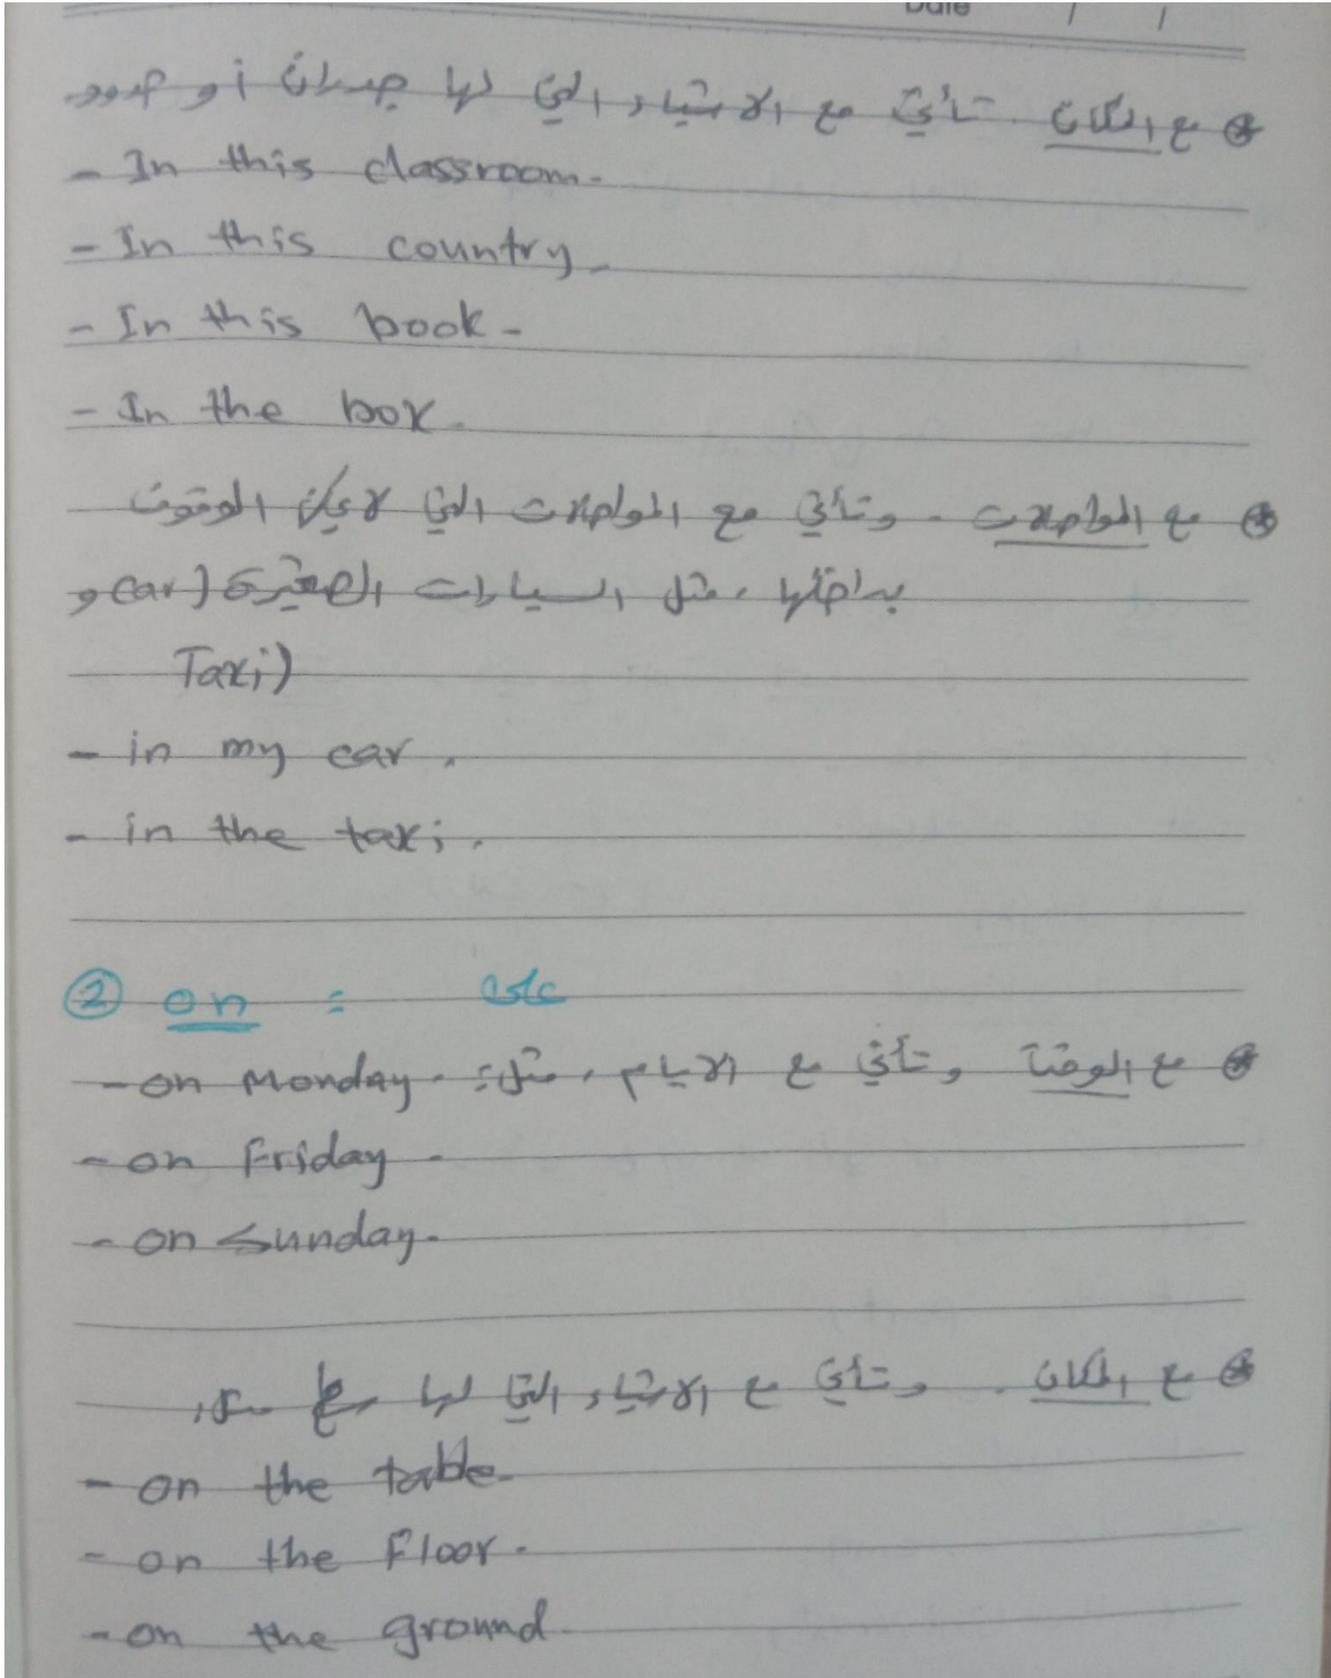 Date / /
* مع المكان تأتي مع الاشياء التي لها جدران أو حدود
- In this classroom.
- In this country.
- In this book.
- In the box.
* مع المواصلات . وتأتي مع المواصلات التي لا يمكن الوقوف
بداخلها ، مثل السيارات الصغيرة (car و
Taxi)
- in my car .
- in the taxi .
② on = على
* مع الوقت وتأتي مع الايام ، مثل : - on Monday .
- on Friday .
- on Sunday .
* مع المكان . وتأتي مع الاشياء التي لها سطح
- on the table.
- on the Floor .
- on the ground